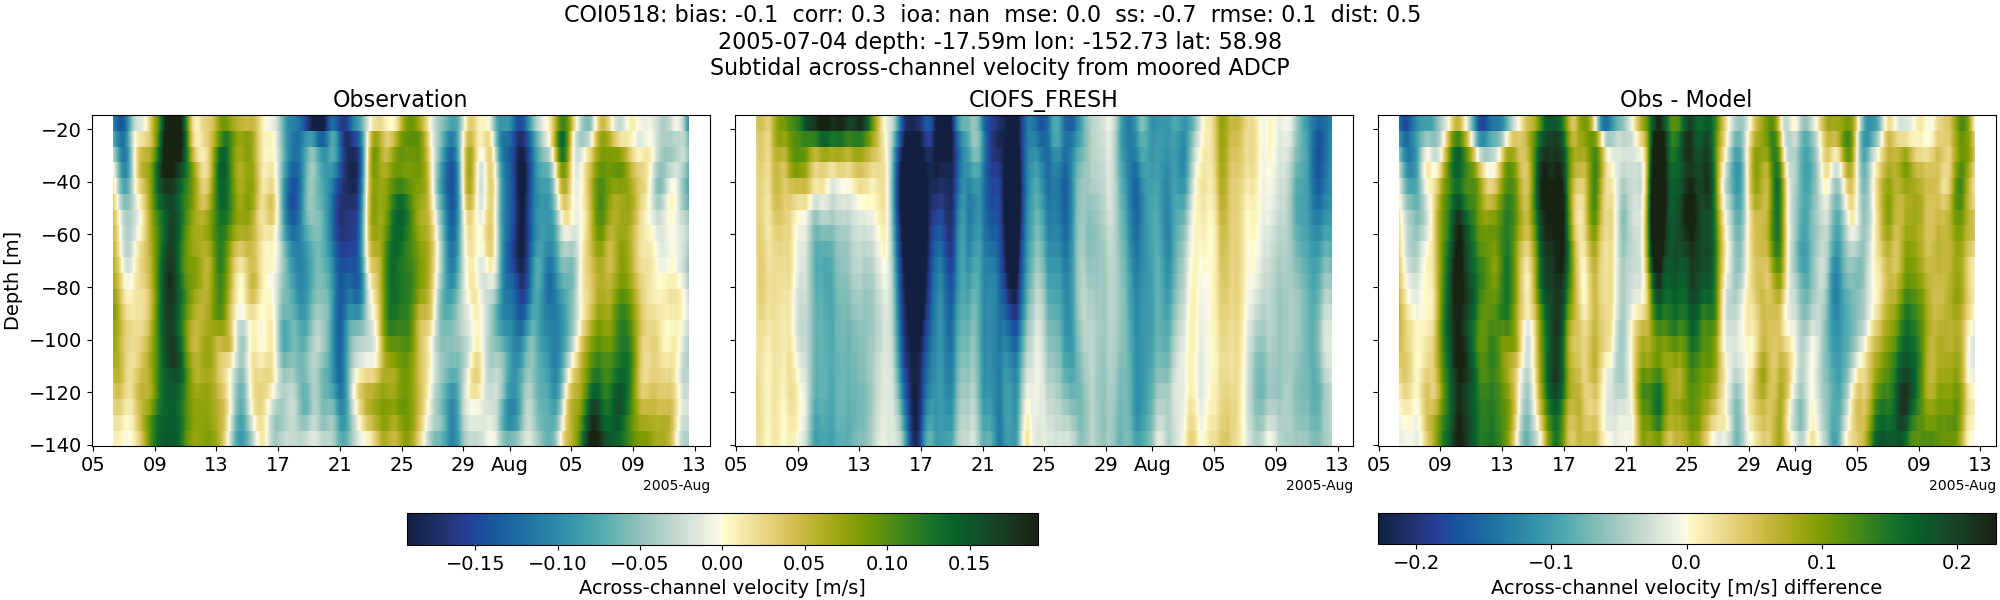 COI0518: bias: -0.1  corr: 0.3  ioa: nan  mse: 0.0  ss: -0.7  rmse: 0.1  dist: 0.5
2005-07-04 depth: -17.59m lon: -152.73 lat: 58.98
Subtidal across-channel velocity from moored ADCP
Observation
CIOFS_FRESH
Obs - Model
Depth [m]
−20
−40
−60
−80
−100
−120
−140
05 09 13 17 21 25 29 Aug 05 09 13
2005-Aug
05 09 13 17 21 25 29 Aug 05 09 13
2005-Aug
05 09 13 17 21 25 29 Aug 05 09 13
2005-Aug
−0.15 −0.10 −0.05 0.00 0.05 0.10 0.15
Across-channel velocity [m/s]
−0.2 −0.1 0.0 0.1 0.2
Across-channel velocity [m/s] difference